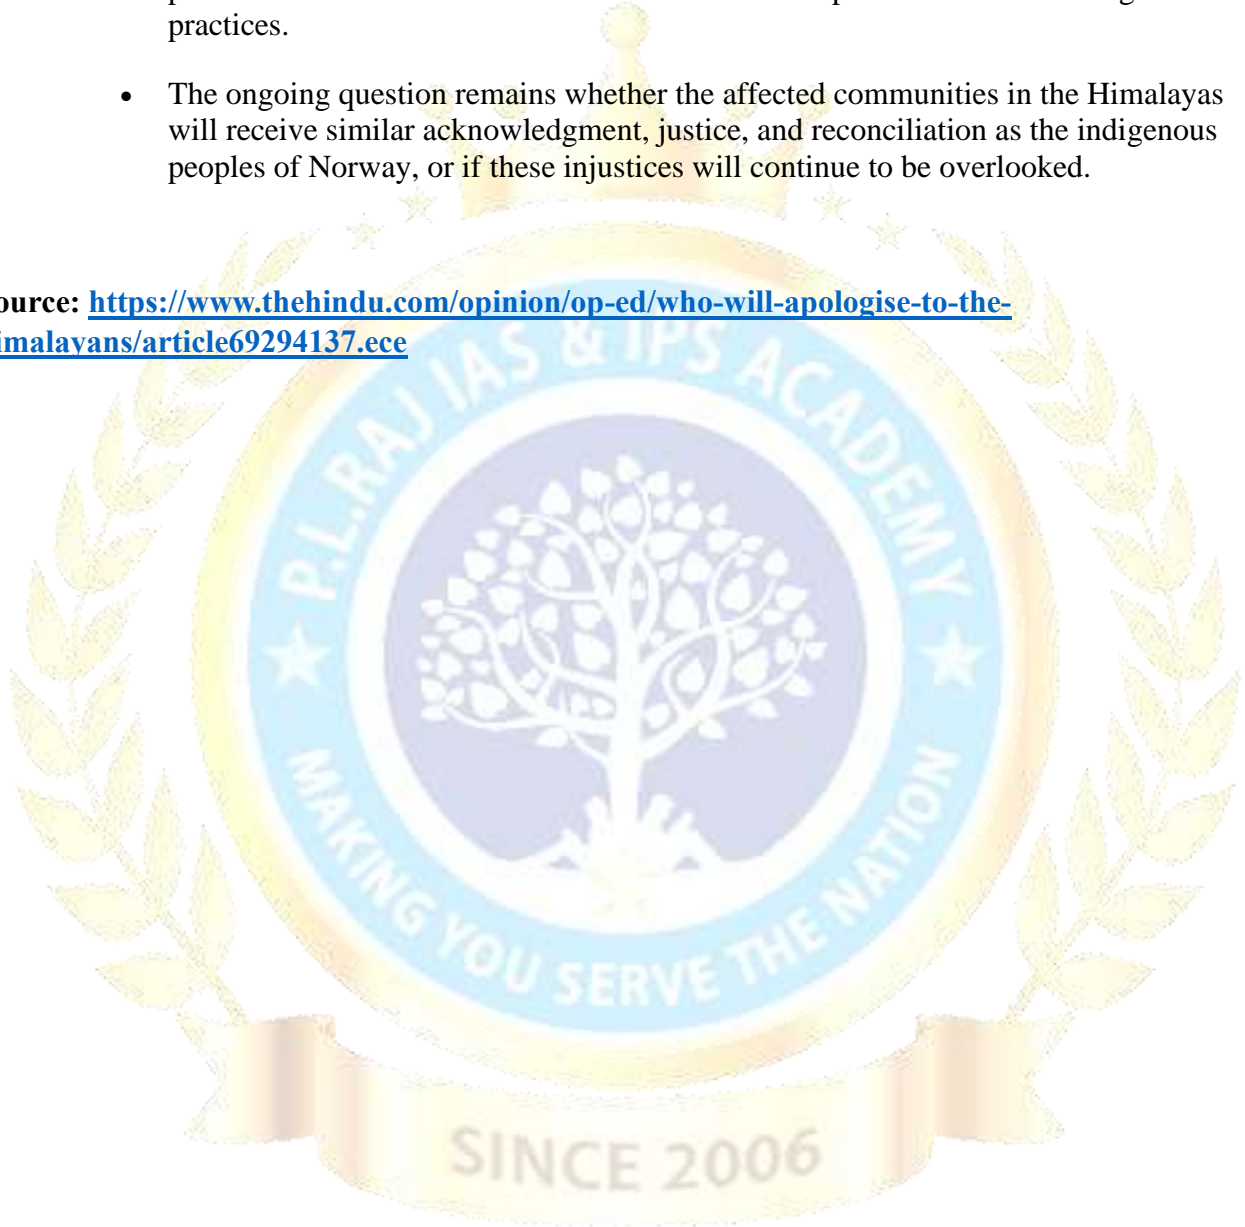 practices.
• The ongoing question remains whether the affected communities in the Himalayas
will receive similar acknowledgment, justice, and reconciliation as the indigenous
peoples of Norway, or if these injustices will continue to be overlooked.
ource: https://www.thehindu.com/opinion/op-ed/who-will-apologise-to-the-
imalayans/article69294137.ece
P.L.RAJ IAS & IPS ACADEMY
MAKING YOU SERVE THE NATION
SINCE 2006